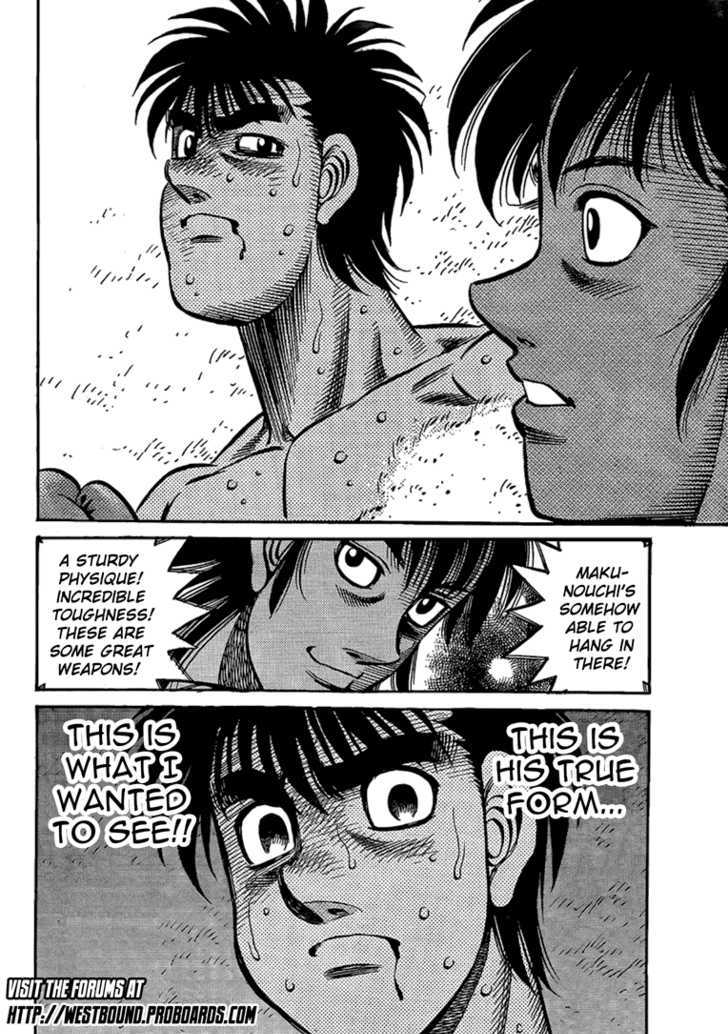 MAKU-
NOUCHI'S
SOMEHOW
ABLE TO
HANG IN
THERE!
A STURDY
PHYSIQUE!
INCREDIBLE
TOUGHNESS!
THESE ARE
SOME GREAT
WEAPONS!
THIS IS
HIS TRUE
FORM...
THIS IS
WHAT I
WANTED
TO SEE!!
VISIT THE FORUMS AT
HTTP://WESTBOUND.PROBOARDS.COM